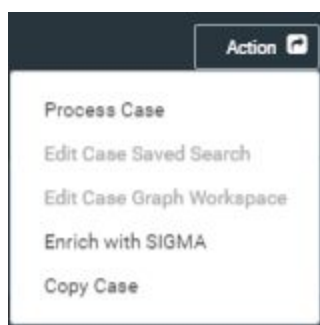 Action
Process Case
Edit Case Saved Search
Edit Case Graph Workspace
Enrich with SIGMA
Copy Case